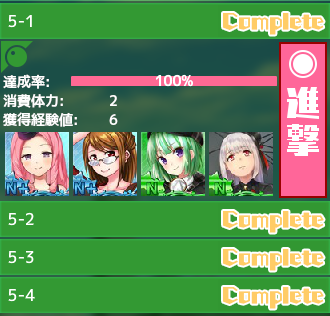 5-1 Complete
達成率: 100%
消費体力: 2
獲得経験値: 6
進撃
N+ N+ N N
5-2 Complete
5-3 Complete
5-4 Complete